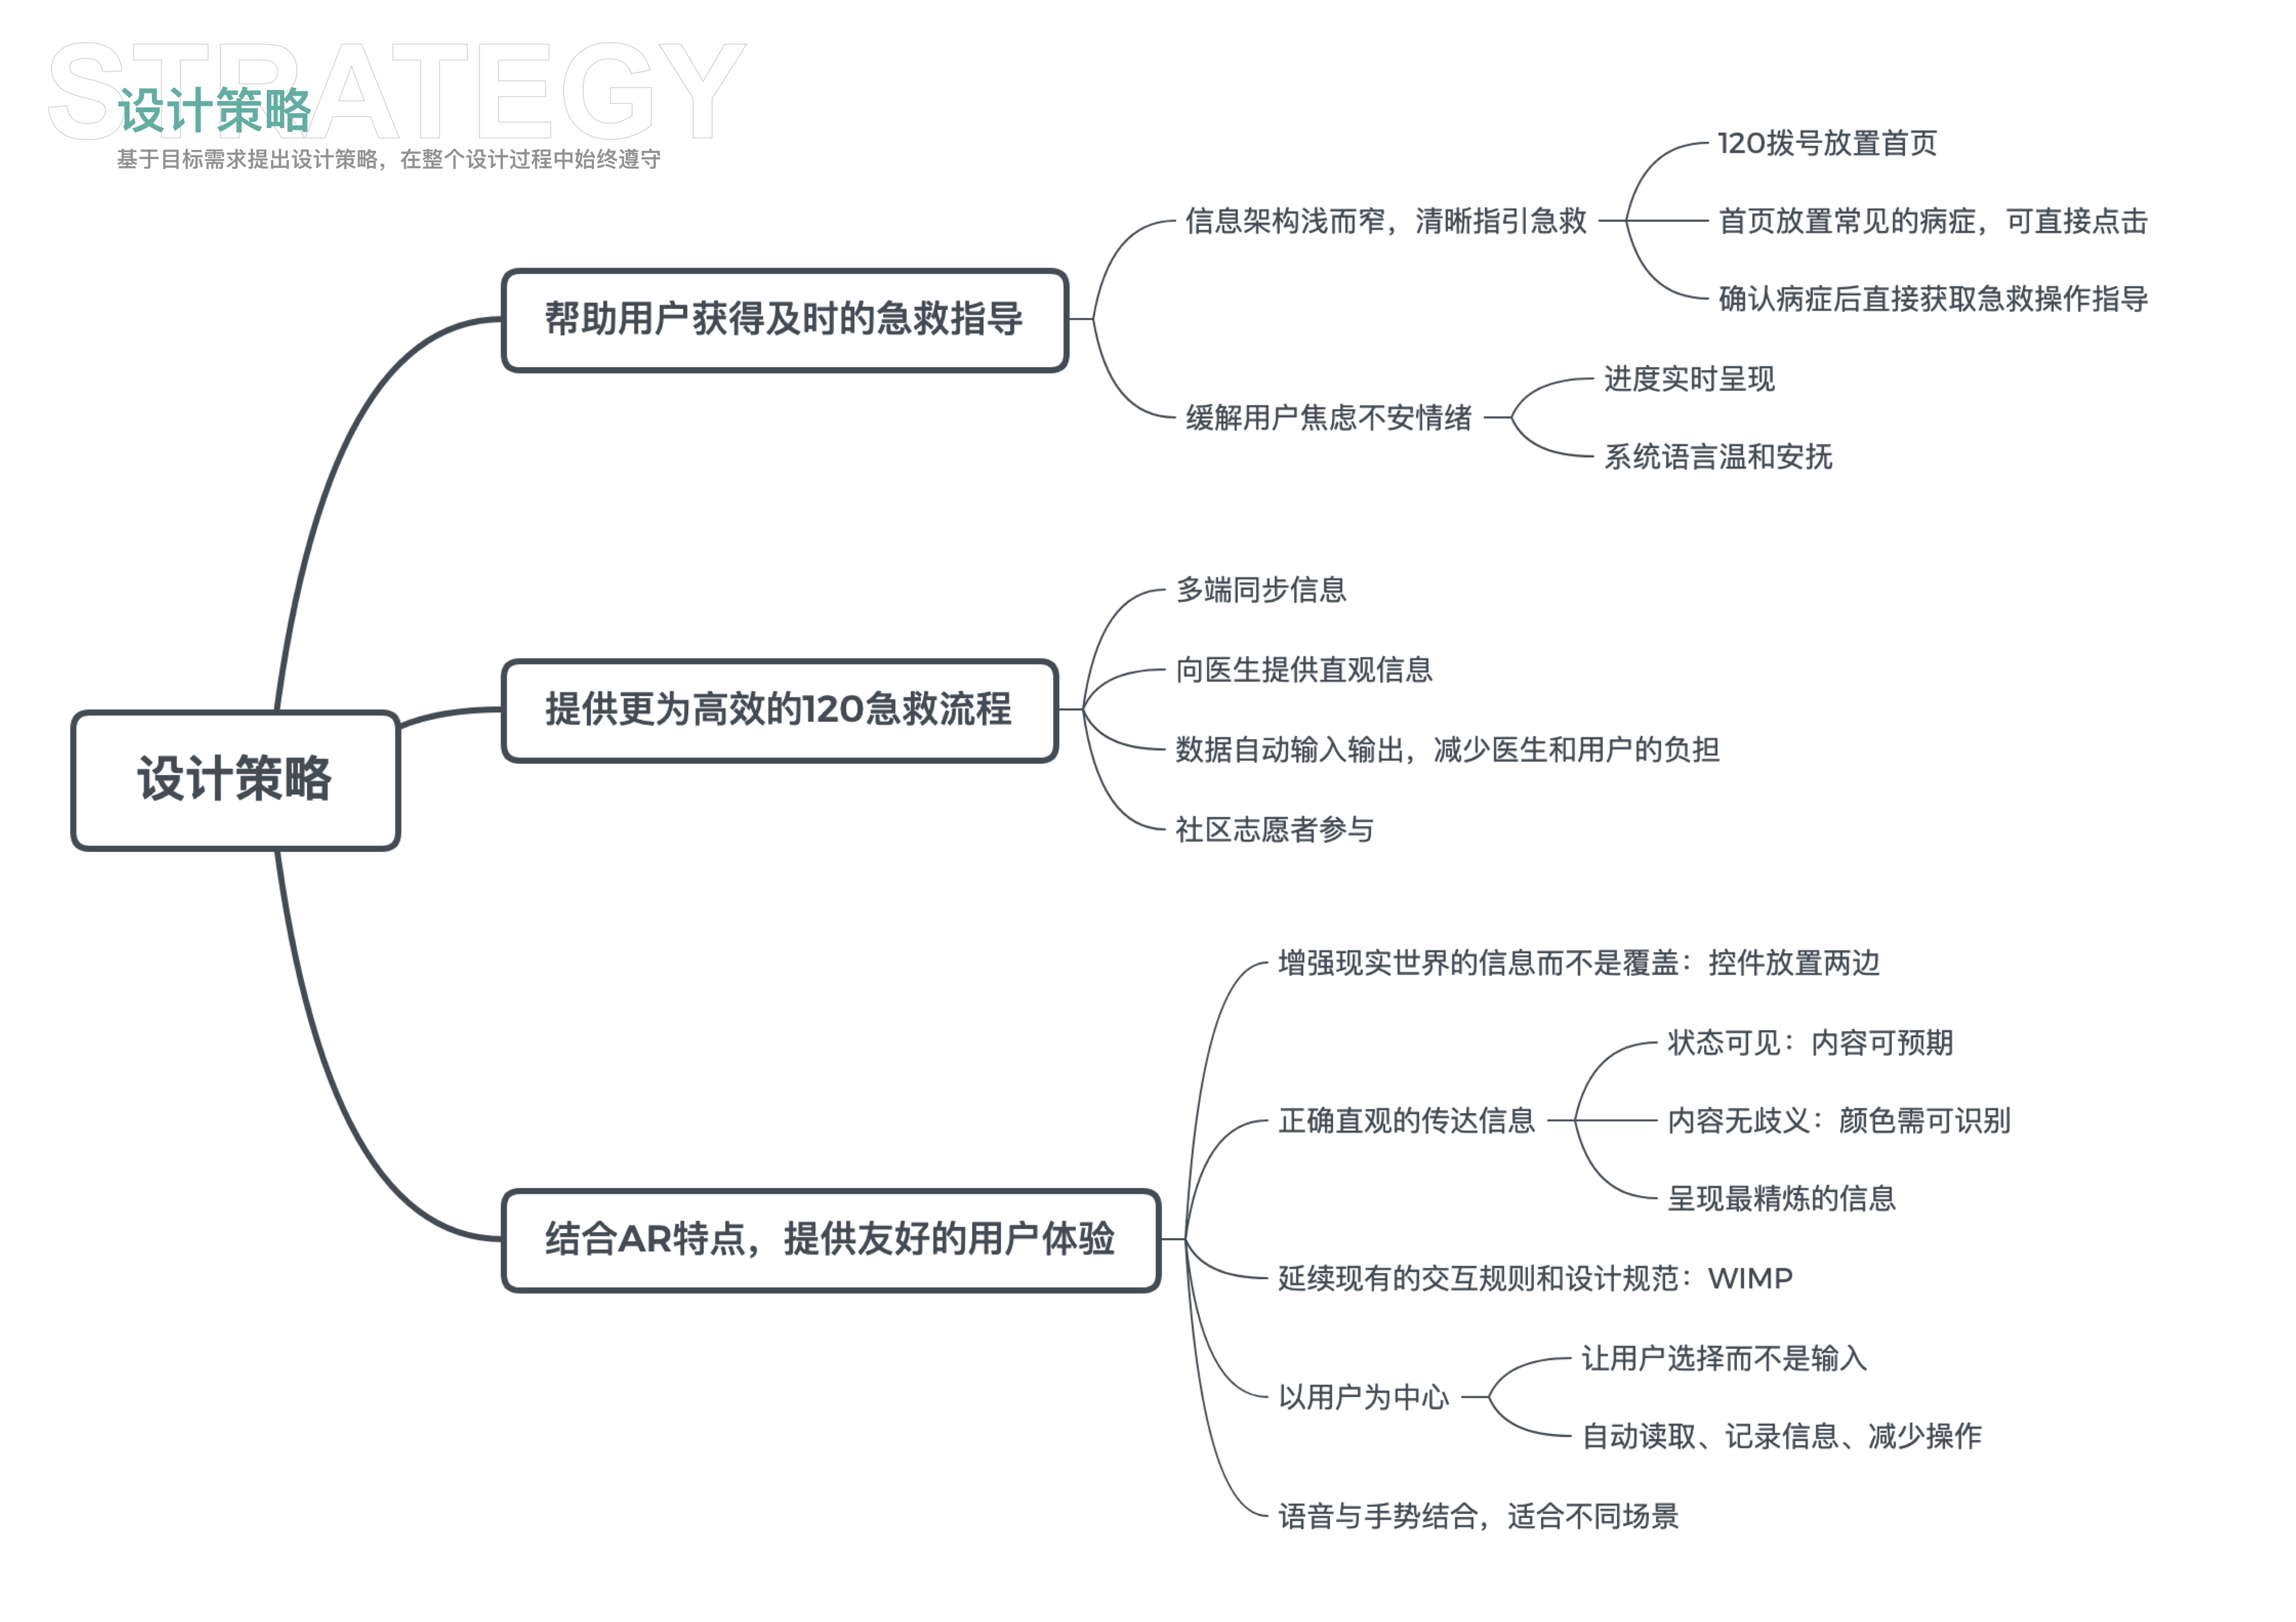 STRATEGY
设计策略
基于目标需求提出设计策略，在整个设计过程中始终遵守
设计策略
帮助用户获得及时的急救指导
信息架构浅而窄，清晰指引急救
120拨号放置首页
首页放置常见的病症，可直接点击
确认病症后直接获取急救操作指导
缓解用户焦虑不安情绪
进度实时呈现
系统语言温和安抚
提供更为高效的120急救流程
多端同步信息
向医生提供直观信息
数据自动输入输出，减少医生和用户的负担
社区志愿者参与
结合AR特点，提供友好的用户体验
增强现实世界的信息而不是覆盖：控件放置两边
正确直观的传达信息
状态可见：内容可预期
内容无歧义：颜色需可识别
呈现最精炼的信息
延续现有的交互规则和设计规范：WIMP
以用户为中心
让用户选择而不是输入
自动读取、记录信息、减少操作
语音与手势结合，适合不同场景